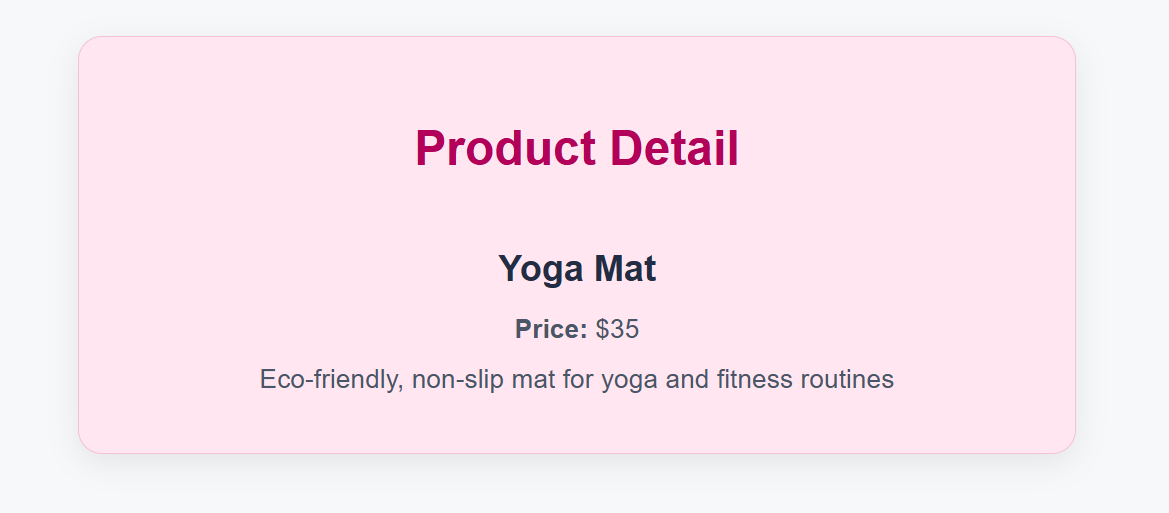 Product Detail
Yoga Mat
Price: $35
Eco-friendly, non-slip mat for yoga and fitness routines